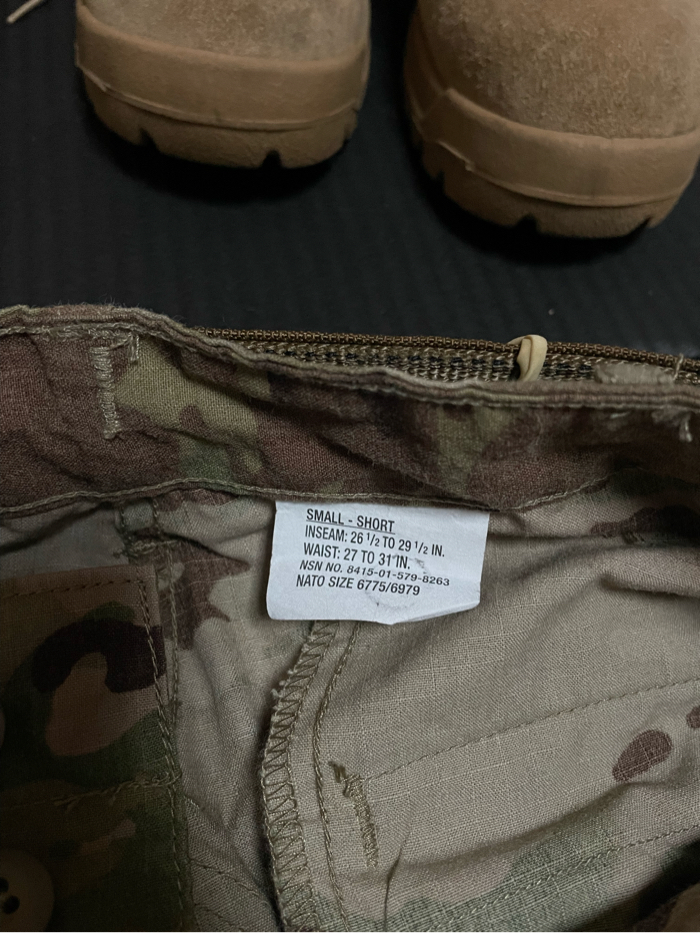 SMALL - SHORT
INSEAM: 26 1/2 TO 29 1/2 IN.
WAIST: 27 TO 31 IN.
NSN NO. 8415-01-579-8263
NATO SIZE 6775/6979